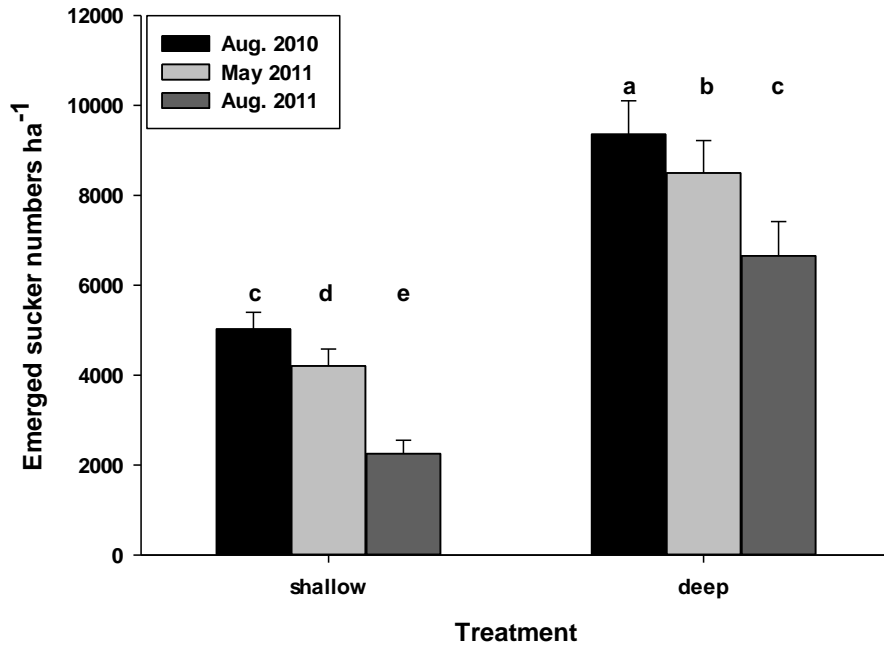 12000
10000
8000
6000
4000
2000
0
Emerged sucker numbers ha⁻¹
Aug. 2010
May 2011
Aug. 2011
a b c
c d e
shallow deep
Treatment